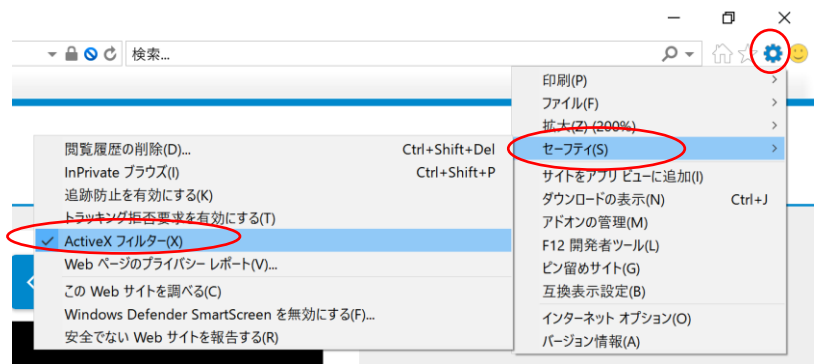 検索...
印刷(P)
ファイル(F)
拡大(Z) (200%)
セーフティ(S)
サイトをアプリ ビューに追加(I)
ダウンロードの表示(N) Ctrl+J
アドオンの管理(M)
F12 開発者ツール(L)
ピン留めサイト(G)
互換表示設定(B)
インターネット オプション(O)
バージョン情報(A)
閲覧履歴の削除(D)... Ctrl+Shift+Del
InPrivate ブラウズ(I) Ctrl+Shift+P
追跡防止を有効にする(K)
トラッキング拒否要求を有効にする(T)
ActiveX フィルター(X)
Web ページのプライバシー レポート(V)...
この Web サイトを調べる(C)
Windows Defender SmartScreen を無効にする(F)...
安全でない Web サイトを報告する(R)